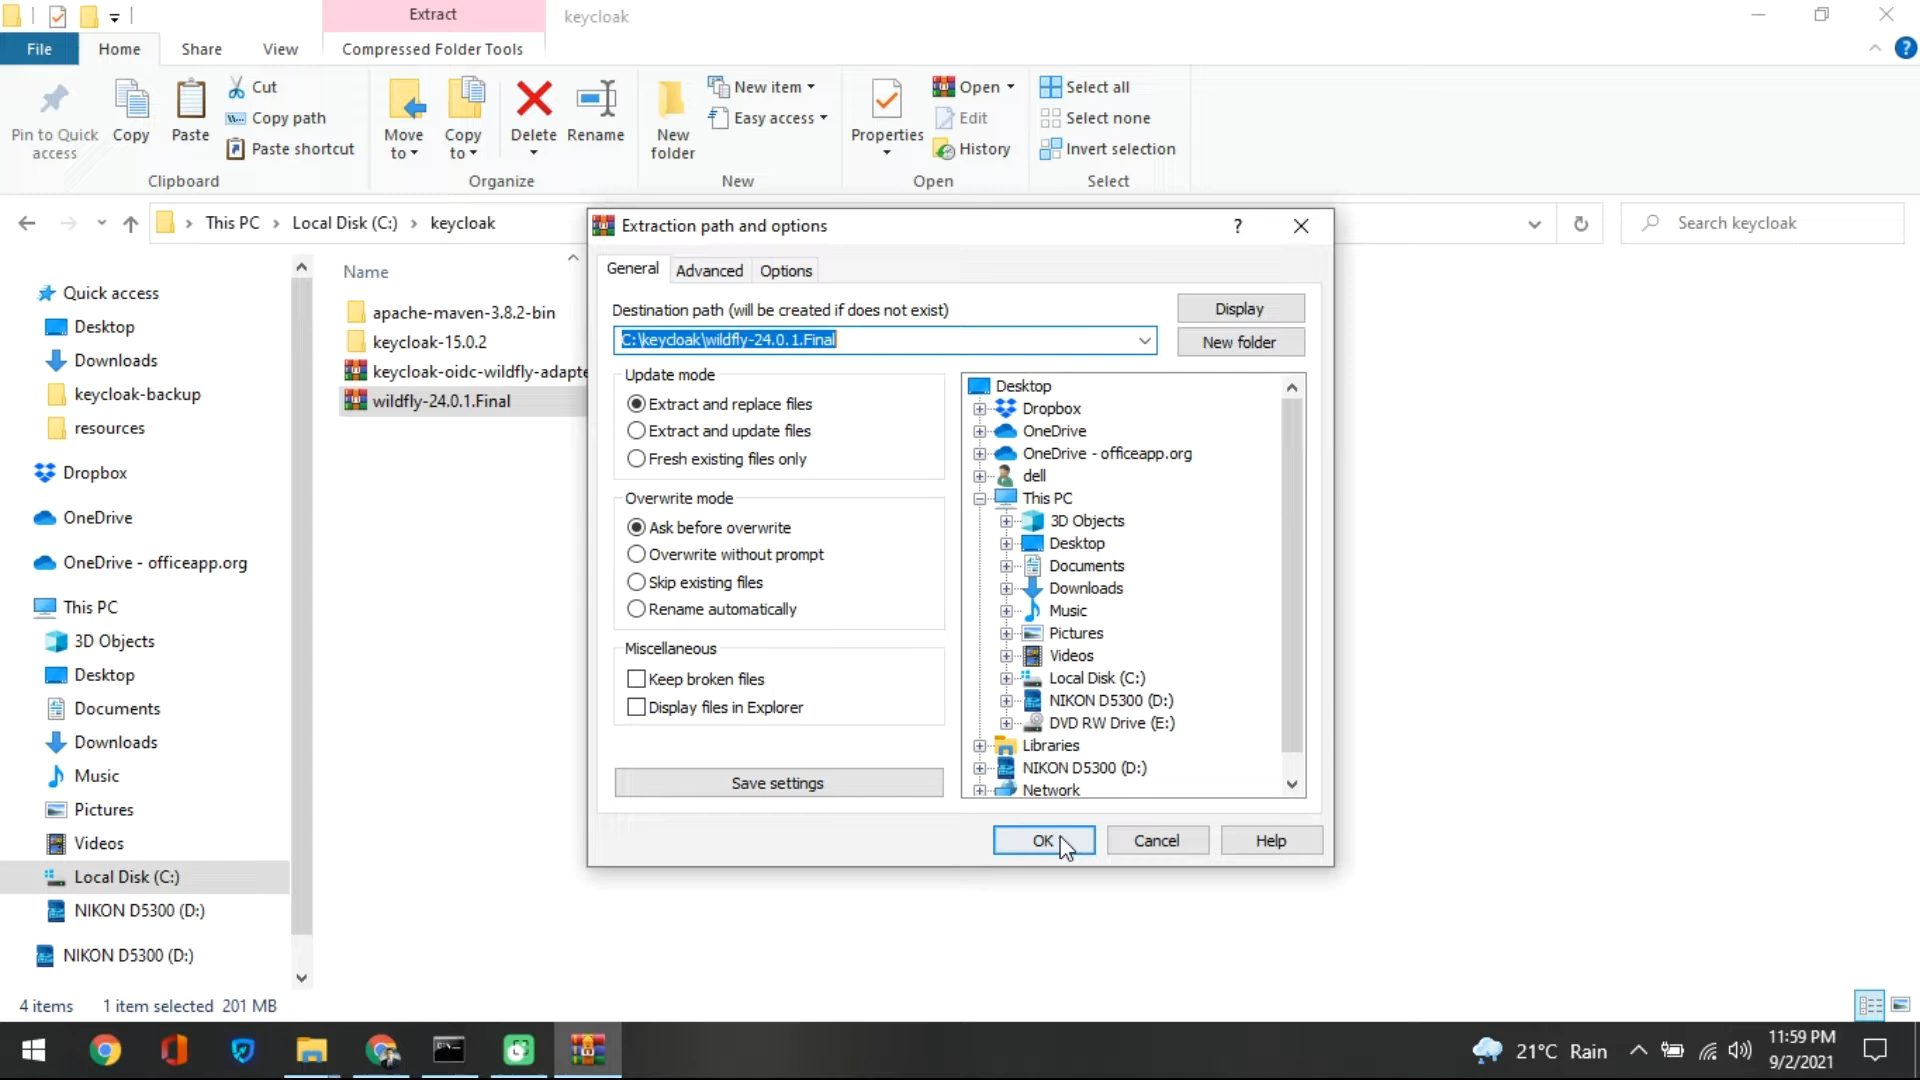 Extract
keycloak
File
Home
Share
View
Compressed Folder Tools
Pin to Quick access
Copy
Paste
Cut
Copy path
Paste shortcut
Clipboard
Move to
Copy to
Delete
Rename
Organize
New folder
New item
Easy access
New
Properties
Open
Edit
History
Open
Select all
Select none
Invert selection
Select
This PC
Local Disk (C:)
keycloak
Search keycloak
Quick access
Desktop
Downloads
keycloak-backup
resources
Dropbox
OneDrive
OneDrive - officeapp.org
This PC
3D Objects
Desktop
Documents
Downloads
Music
Pictures
Videos
Local Disk (C:)
NIKON D5300 (D:)
NIKON D5300 (D:)
Name
apache-maven-3.8.2-bin
keycloak-15.0.2
keycloak-oidc-wildfly-adapte
wildfly-24.0.1.Final
Extraction path and options
?
General
Advanced
Options
Destination path (will be created if does not exist)
C:\keycloak\wildfly-24.0.1.Final
Display
New folder
Update mode
Extract and replace files
Extract and update files
Fresh existing files only
Overwrite mode
Ask before overwrite
Overwrite without prompt
Skip existing files
Rename automatically
Miscellaneous
Keep broken files
Display files in Explorer
Save settings
Desktop
Dropbox
OneDrive
OneDrive - officeapp.org
dell
This PC
3D Objects
Desktop
Documents
Downloads
Music
Pictures
Videos
Local Disk (C:)
NIKON D5300 (D:)
DVD RW Drive (E:)
Libraries
NIKON D5300 (D:)
Network
OK
Cancel
Help
4 items
1 item selected 201 MB
21°C Rain
11:59 PM
9/2/2021